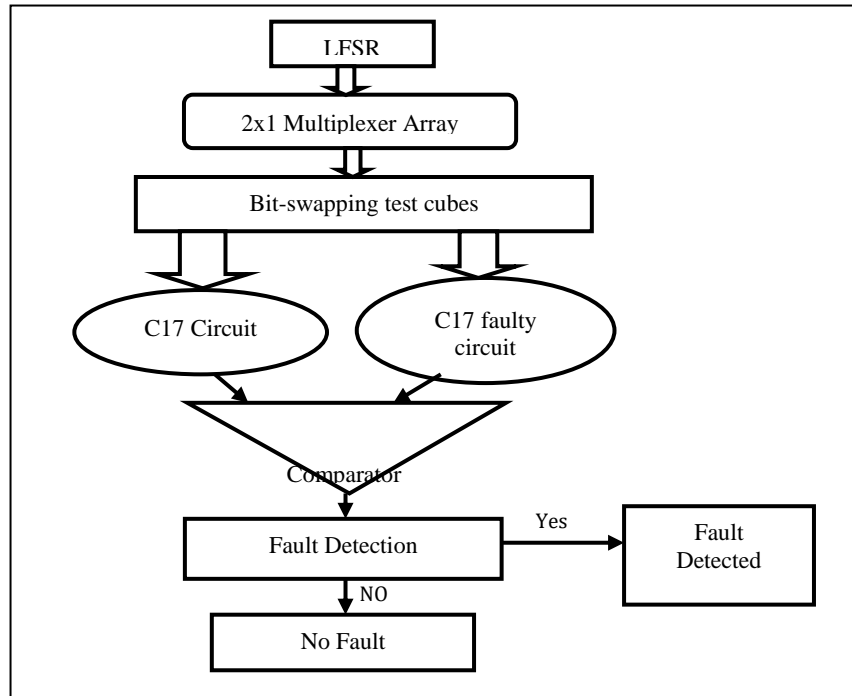 LFSR
2x1 Multiplexer Array
Bit-swapping test cubes
C17 Circuit
C17 faulty
circuit
Comparator
Fault Detection
Yes
Fault
Detected
NO
No Fault